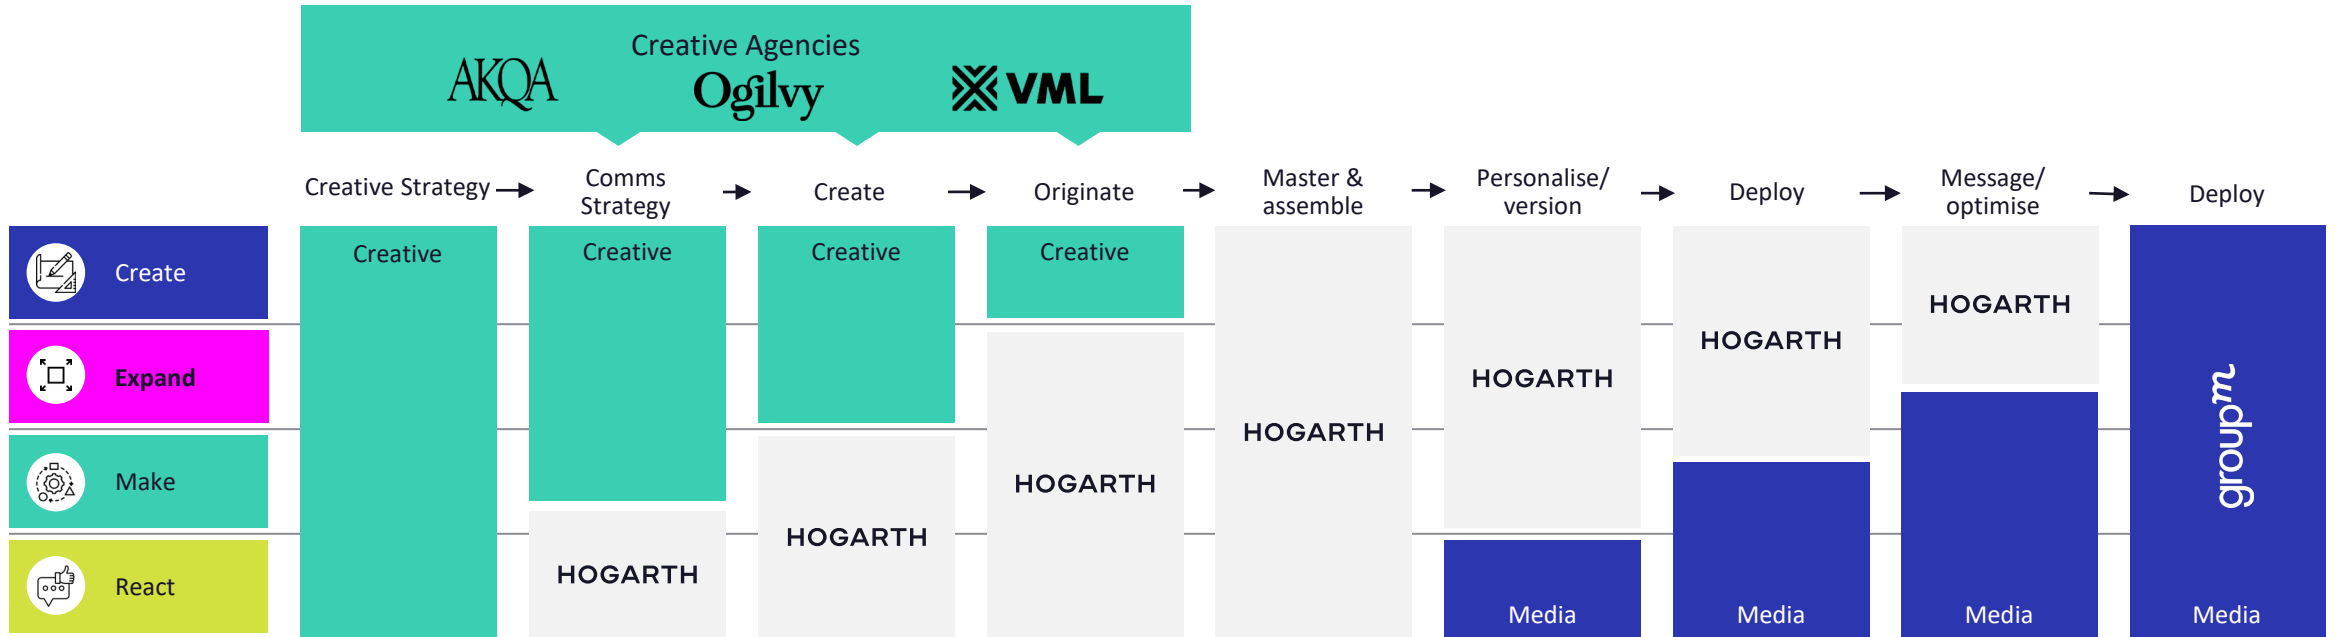 Creative Agencies
AKQA
Ogilvy
VML
Creative Strategy
Comms
Strategy
Create
Originate
Master &
assemble
Personalise/
version
Deploy
Message/
optimise
Deploy
Create
Expand
Make
React
Creative
Creative
HOGARTH
Creative
HOGARTH
Creative
HOGARTH
HOGARTH
HOGARTH
Media
HOGARTH
Media
HOGARTH
Media
groupm
Media